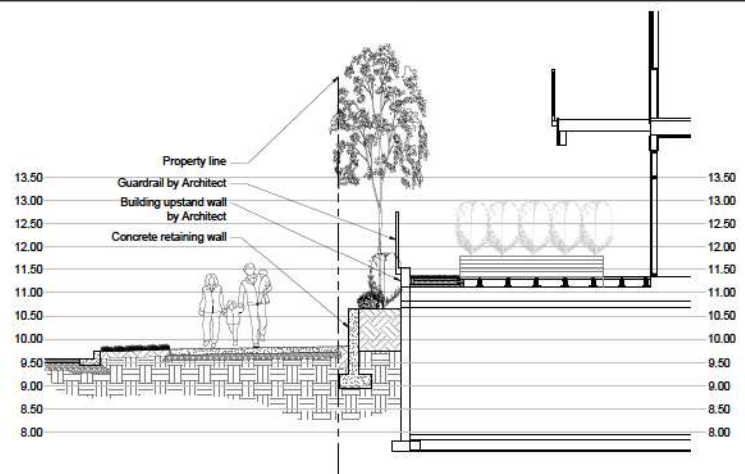 Property line
Guardrail by Architect
Building upstand wall
by Architect
Concrete retaining wall
13.50 13.50
13.00 13.00
12.50 12.50
12.00 12.00
11.50 11.50
11.00 11.00
10.50 10.50
10.00 10.00
9.50 9.50
9.00 9.00
8.50 8.50
8.00 8.00